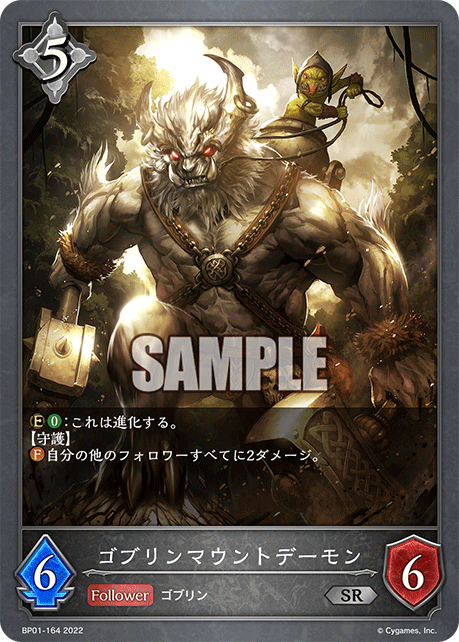 5
SAMPLE
E 0:これは進化する。
【守護】
F 自分の他のフォロワーすべてに2ダメージ。
ゴブリンマウントデーモン
6
Follower ゴブリン
SR
6
BP01-164 2022
© Cygames, Inc.